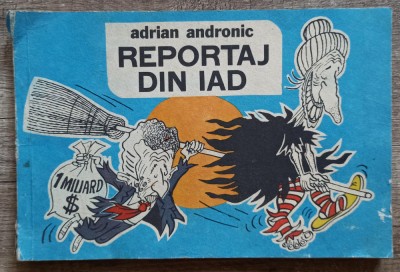 adrian andronic
REPORTAJ
DIN IAD
1 MILIARD
$